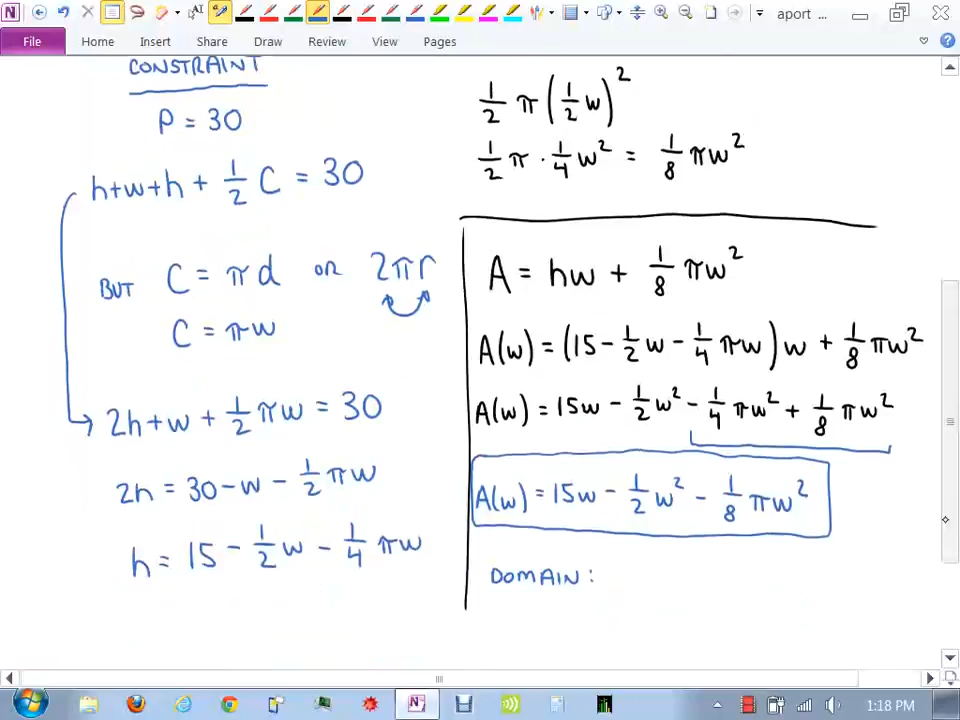 aport ...
File Home Insert Share Draw Review View Pages
CONSTRAINT
P = 30
h+w+h + 1/2 C = 30
BUT C = πd OR 2πr
C = πw
2h+w + 1/2 πw = 30
2h = 30-w - 1/2 πw
h = 15 - 1/2 w - 1/4 πw
1/2 π (1/2 w)²
1/2 π · 1/4 w² = 1/8 πw²
A = hw + 1/8 πw²
A(w) = (15 - 1/2 w - 1/4 πw) w + 1/8 πw²
A(w) = 15w - 1/2 w² - 1/4 πw² + 1/8 πw²
A(w) = 15w - 1/2 w² - 1/8 πw²
DOMAIN :
1:18 PM